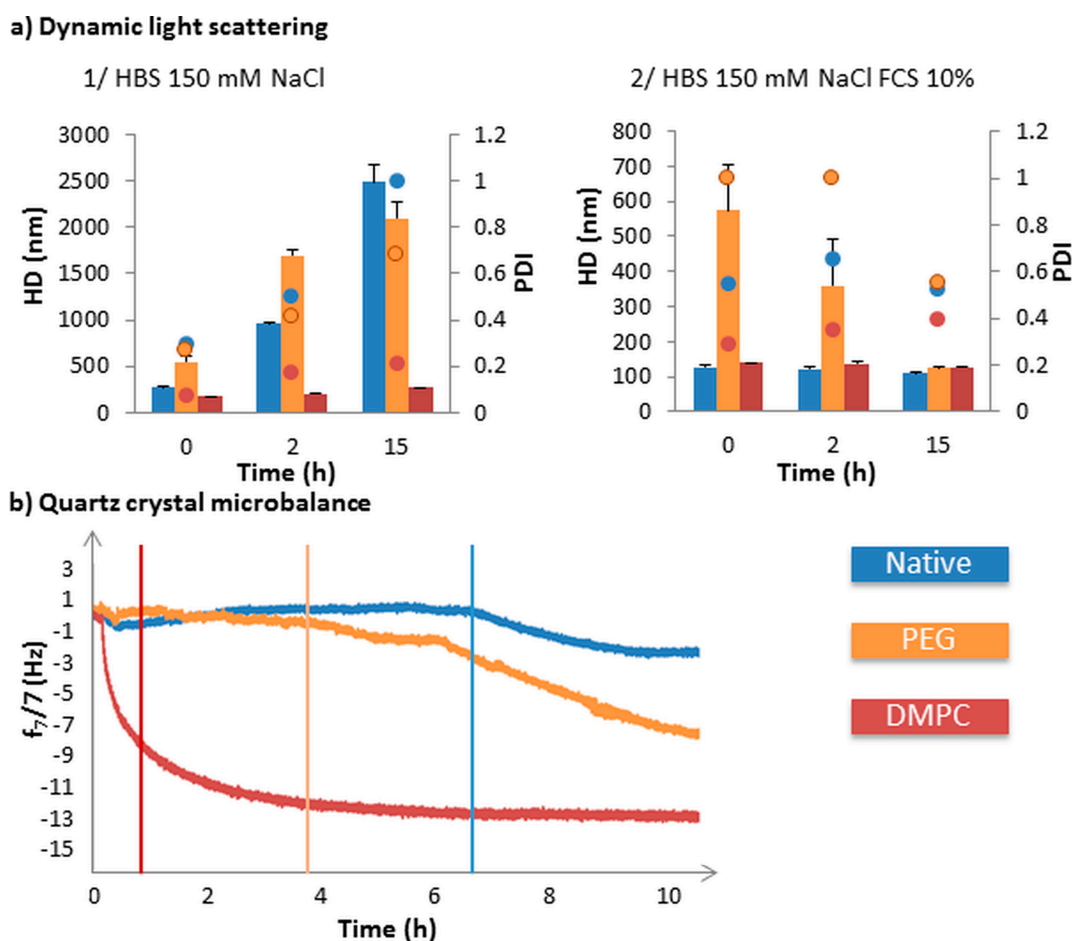 a) Dynamic light scattering
1/ HBS 150 mM NaCl
2/ HBS 150 mM NaCl FCS 10%
3000
2500
2000
1500
1000
500
0
HD (nm)
1.2
1
0.8
0.6
0.4
0.2
0
PDI
0 2 15
Time (h)
800
700
600
500
400
300
200
100
0
HD (nm)
1.2
1
0.8
0.6
0.4
0.2
0
PDI
0 2 15
Time (h)
b) Quartz crystal microbalance
3
1
-1
-3
-5
-7
-9
-11
-13
-15
f₇/7 (Hz)
0 2 4 6 8 10
Time (h)
Native
PEG
DMPC